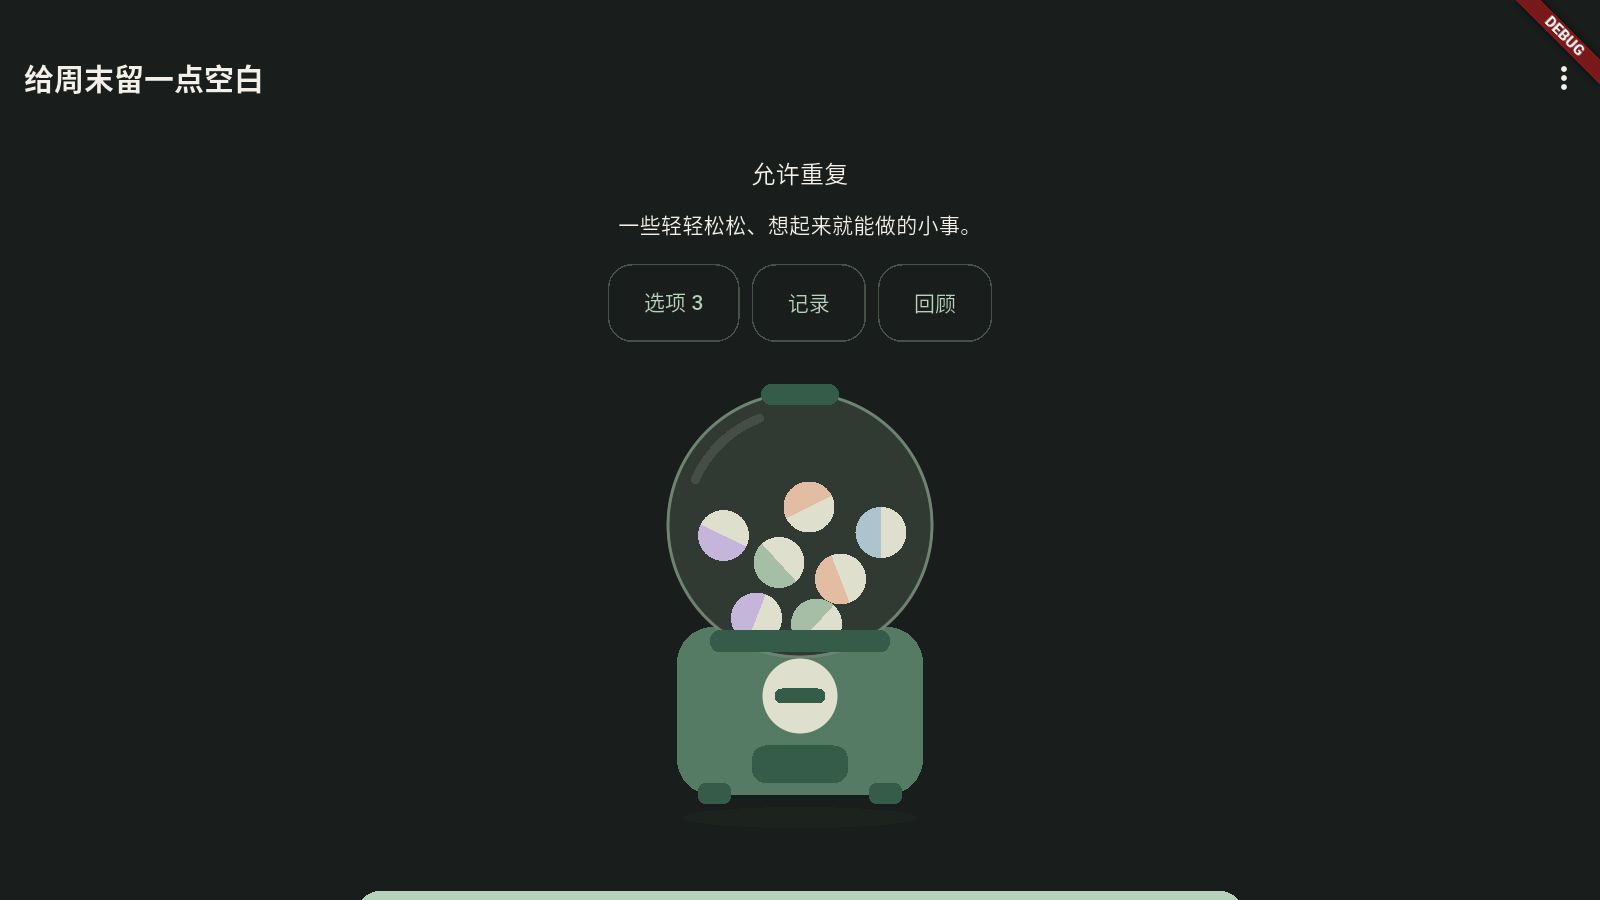 DEBUG
给周末留一点空白
允许重复
一些轻轻松松、想起来就能做的小事。
选项 3
记录
回顾